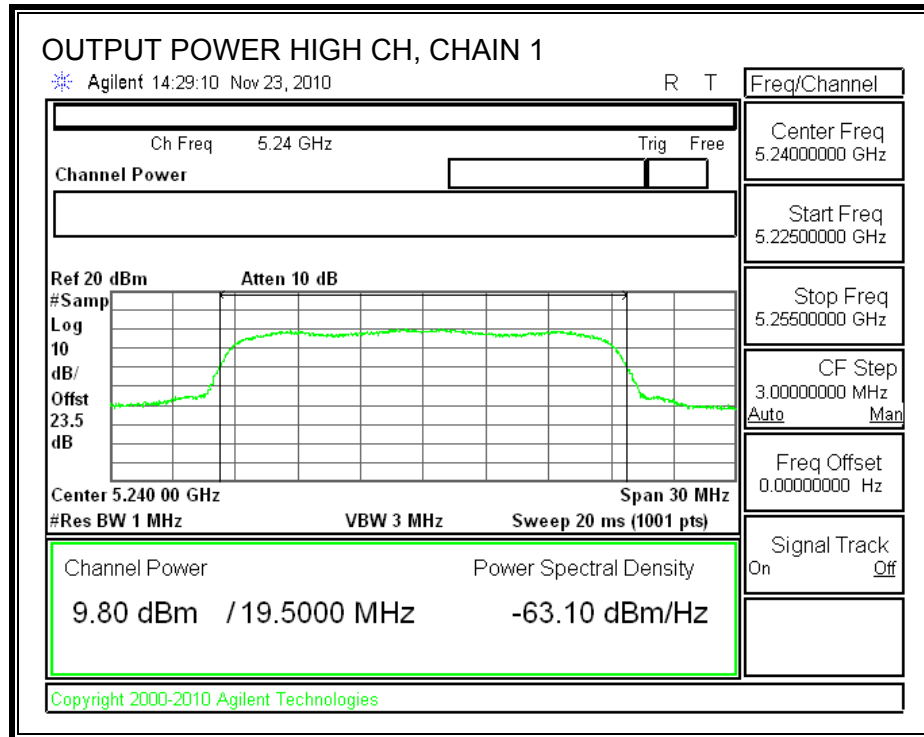 OUTPUT POWER HIGH CH, CHAIN 1
Agilent 14:29:10 Nov 23, 2010 R T
Freq/Channel
Ch Freq 5.24 GHz Trig Free
Channel Power
Center Freq
5.24000000 GHz
Start Freq
5.22500000 GHz
Stop Freq
5.25500000 GHz
CF Step
3.00000000 MHz
Auto Man
Freq Offset
0.00000000 Hz
Signal Track
On Off
Ref 20 dBm Atten 10 dB
#Samp
Log
10
dB/
Offst
23.5
dB
Center 5.240 00 GHz Span 30 MHz
#Res BW 1 MHz VBW 3 MHz Sweep 20 ms (1001 pts)
Channel Power Power Spectral Density
9.80 dBm / 19.5000 MHz -63.10 dBm/Hz
Copyright 2000-2010 Agilent Technologies